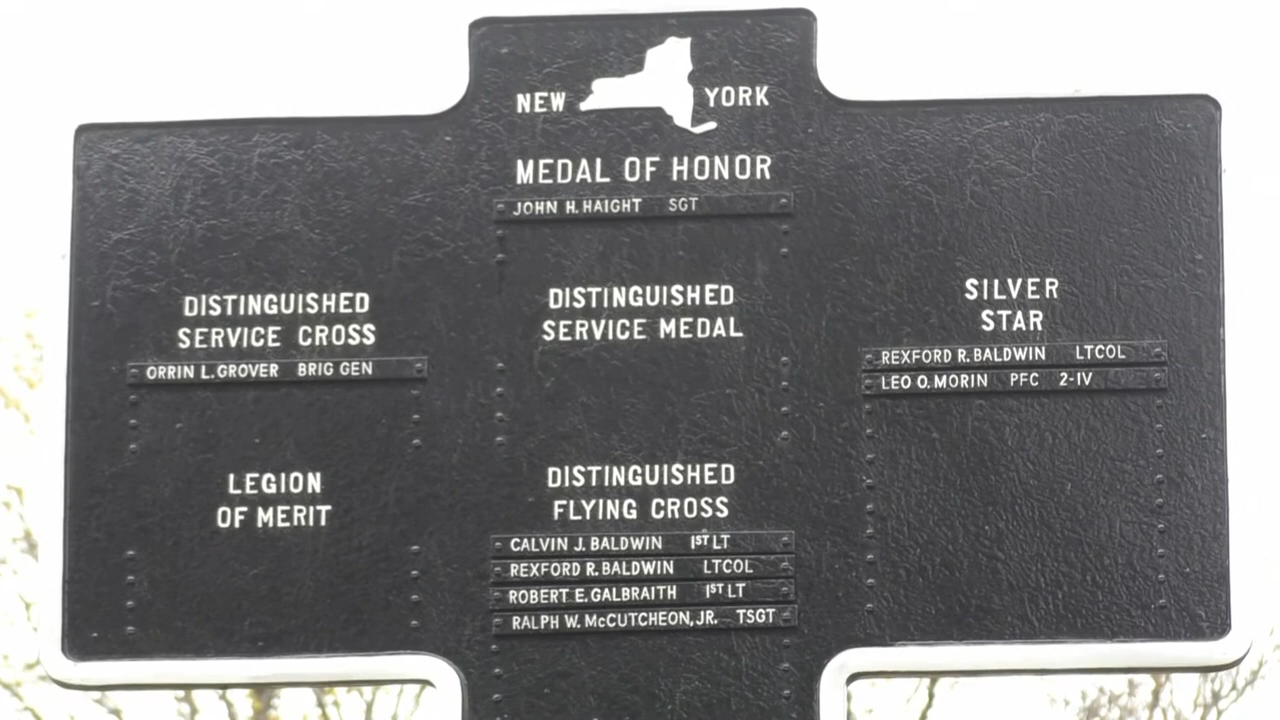 NEW YORK
MEDAL OF HONOR
JOHN H. HAIGHT SGT
DISTINGUISHED
SERVICE CROSS
ORRIN L. GROVER BRIG GEN
DISTINGUISHED
SERVICE MEDAL
SILVER
STAR
REXFORD R. BALDWIN LTCOL
LEO O. MORIN PFC 2-IV
LEGION
OF MERIT
DISTINGUISHED
FLYING CROSS
CALVIN J. BALDWIN 1ST LT
REXFORD R. BALDWIN LTCOL
ROBERT E. GALBRAITH 1ST LT
RALPH W. McCUTCHEON, JR. TSGT